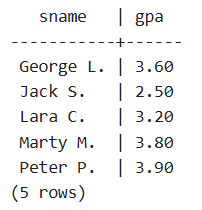 sname | gpa
-----------+------
George L. | 3.60
Jack S. | 2.50
Lara C. | 3.20
Marty M. | 3.80
Peter P. | 3.90
(5 rows)